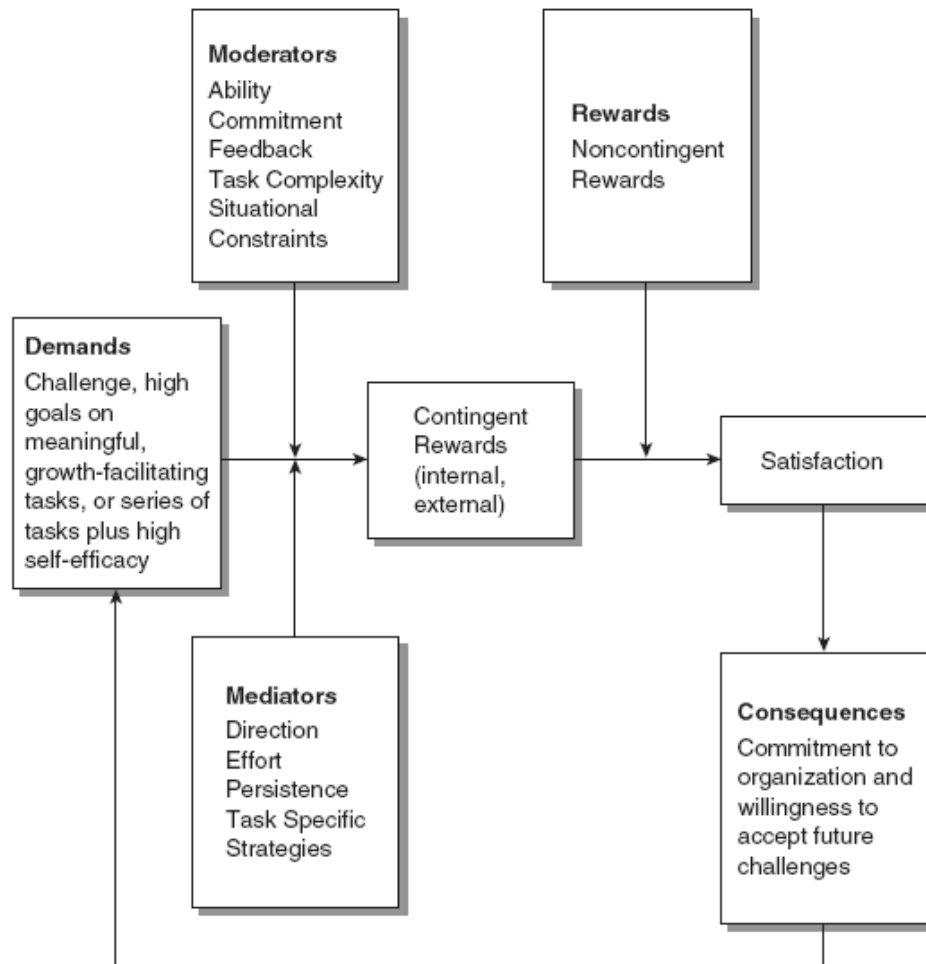 Moderators
Ability
Commitment
Feedback
Task Complexity
Situational
Constraints
Rewards
Noncontingent
Rewards
Demands
Challenge, high
goals on
meaningful,
growth-facilitating
tasks, or series of
tasks plus high
self-efficacy
Contingent
Rewards
(internal,
external)
Satisfaction
Mediators
Direction
Effort
Persistence
Task Specific
Strategies
Consequences
Commitment to
organization and
willingness to
accept future
challenges